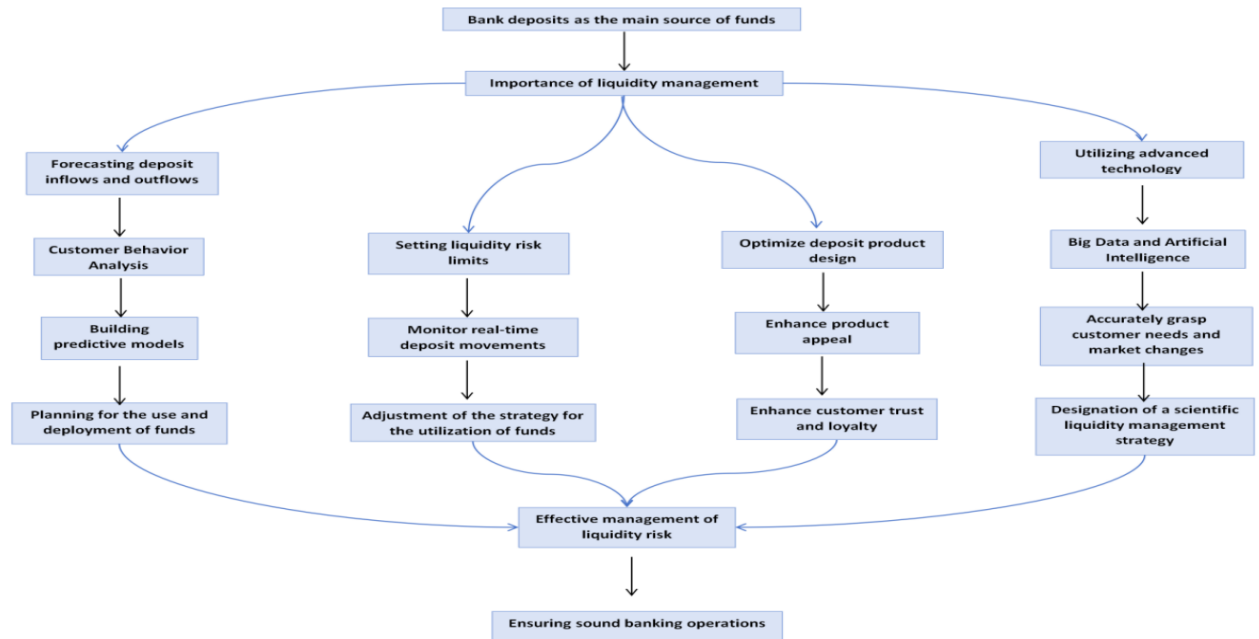 Bank deposits as the main source of funds
Importance of liquidity management
Forecasting deposit
inflows and outflows
Utilizing advanced
technology
Customer Behavior
Analysis
Setting liquidity risk
limits
Optimize deposit product
design
Big Data and Artificial
Intelligence
Building
predictive models
Monitor real-time
deposit movements
Enhance product
appeal
Accurately grasp
customer needs and
market changes
Planning for the use and
deployment of funds
Adjustment of the strategy for
the utilization of funds
Enhance customer trust
and loyalty
Designation of a scientific
liquidity management
strategy
Effective management of
liquidity risk
Ensuring sound banking operations